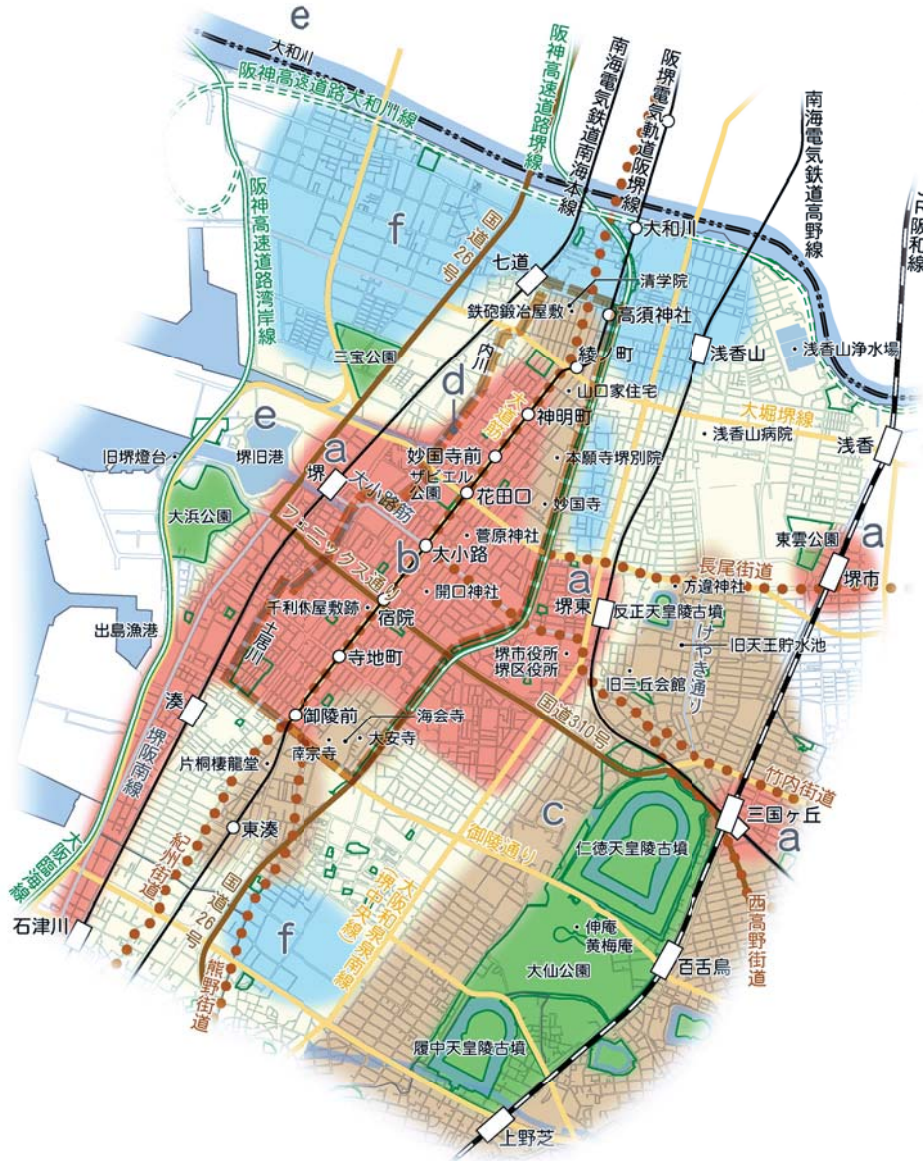 e
大和川
阪神高速道路大和川線
阪神高速道路堺線
南海電気鉄道南海本線
阪堺電気軌道阪堺線
南海電気鉄道高野線
阪和線
阪神高速道路湾岸線
f
国道26号
七道
大和川
清学院
鉄砲鍛冶屋敷
高須神社
三宝公園
内川
綾ノ町
浅香山
浅香山浄水場
d
大道筋
山口家住宅
神明町
大堀堺線
浅香山病院
浅香
e
a
旧堺燈台
堺旧港
堺
大小路筋
妙国寺前
ザビエル
公園
本願寺堺別院
花田口
妙国寺
大浜公園
フェニックス通り
菅原神社
大小路
b
東雲公園
a
堺市
長尾街道
方違神社
a
堺東
反正天皇陵古墳
開口神社
千利休屋敷跡
宿院
出島漁港
土居川
寺地町
堺市役所
堺区役所
けやき通り
旧天王貯水池
旧三丘会館
湊
堺阪南線
御陵前
海会寺
南宗寺
大安寺
片桐棲龍堂
国道310号
竹内街道
三国ヶ丘
a
c
東湊
御陵通り
仁徳天皇陵古墳
大阪臨海線
紀州街道
国道26号
大阪和泉泉南線
(堺中央線)
西高野街道
石津川
f
熊野街道
伸庵
黄梅庵
大仙公園
百舌鳥
履中天皇陵古墳
上野芝